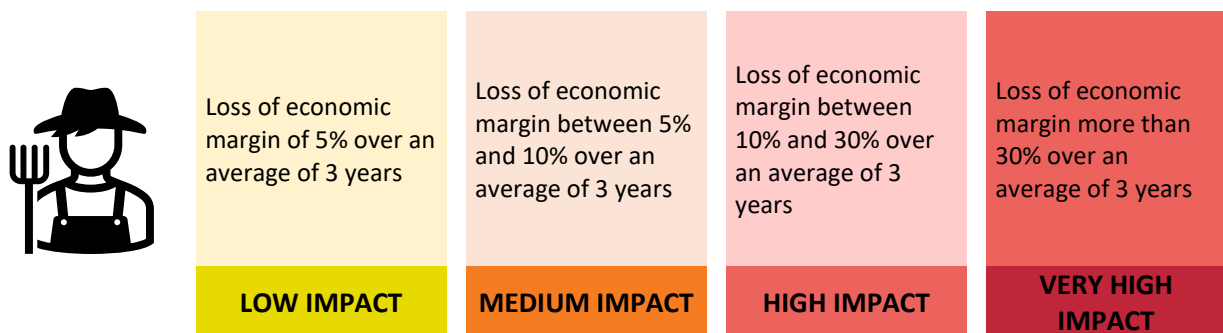 Loss of economic
margin of 5% over an
average of 3 years
LOW IMPACT
Loss of economic
margin between 5%
and 10% over an
average of 3 years
MEDIUM IMPACT
Loss of economic
margin between
10% and 30% over
an average of 3
years
HIGH IMPACT
Loss of economic
margin more than
30% over an
average of 3 years
VERY HIGH
IMPACT